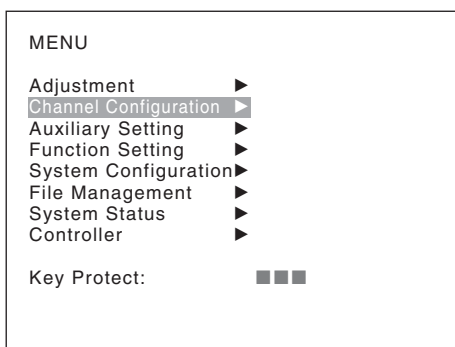 MENU
Adjustment ▶
Channel Configuration ▶
Auxiliary Setting ▶
Function Setting ▶
System Configuration▶
File Management ▶
System Status ▶
Controller ▶
Key Protect: ■■■